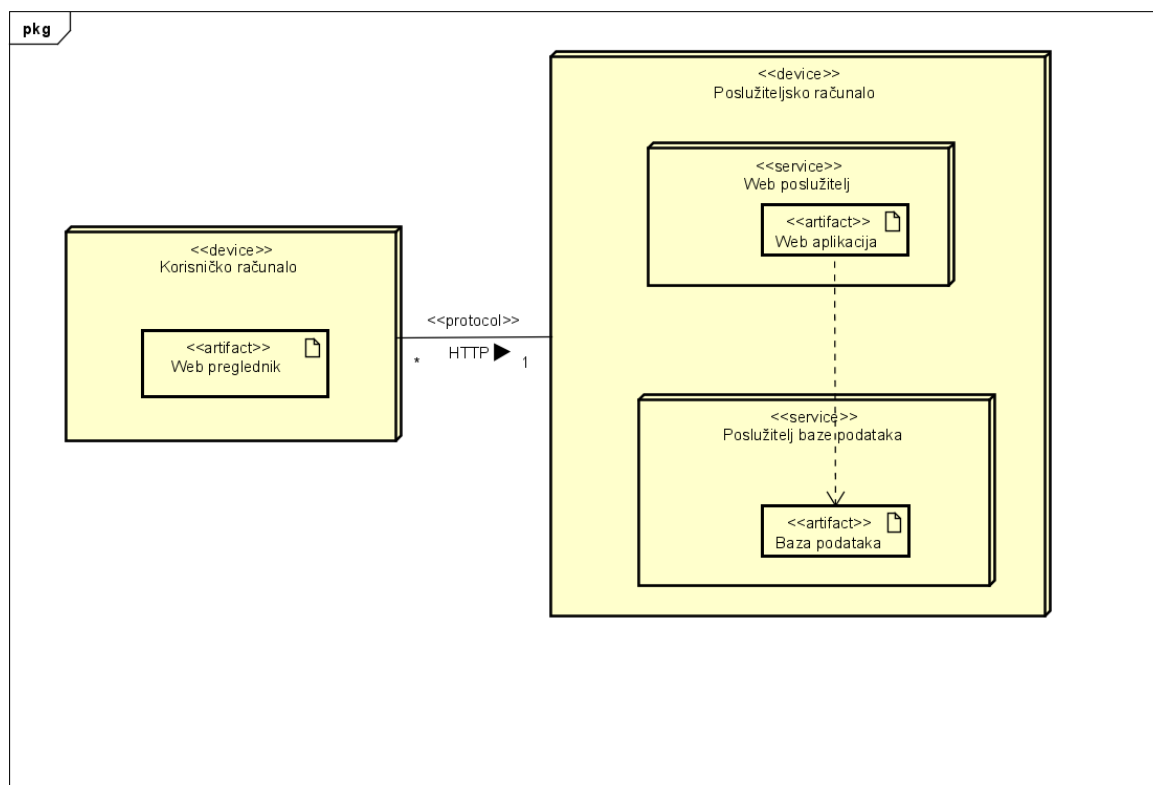 pkg
<<device>>
Korisničko računalo
<<artifact>>
Web preglednik
<<protocol>>
HTTP
*
1
<<device>>
Poslužiteljsko računalo
<<service>>
Web poslužitelj
<<artifact>>
Web aplikacija
<<service>>
Poslužitelj baze podataka
<<artifact>>
Baza podataka